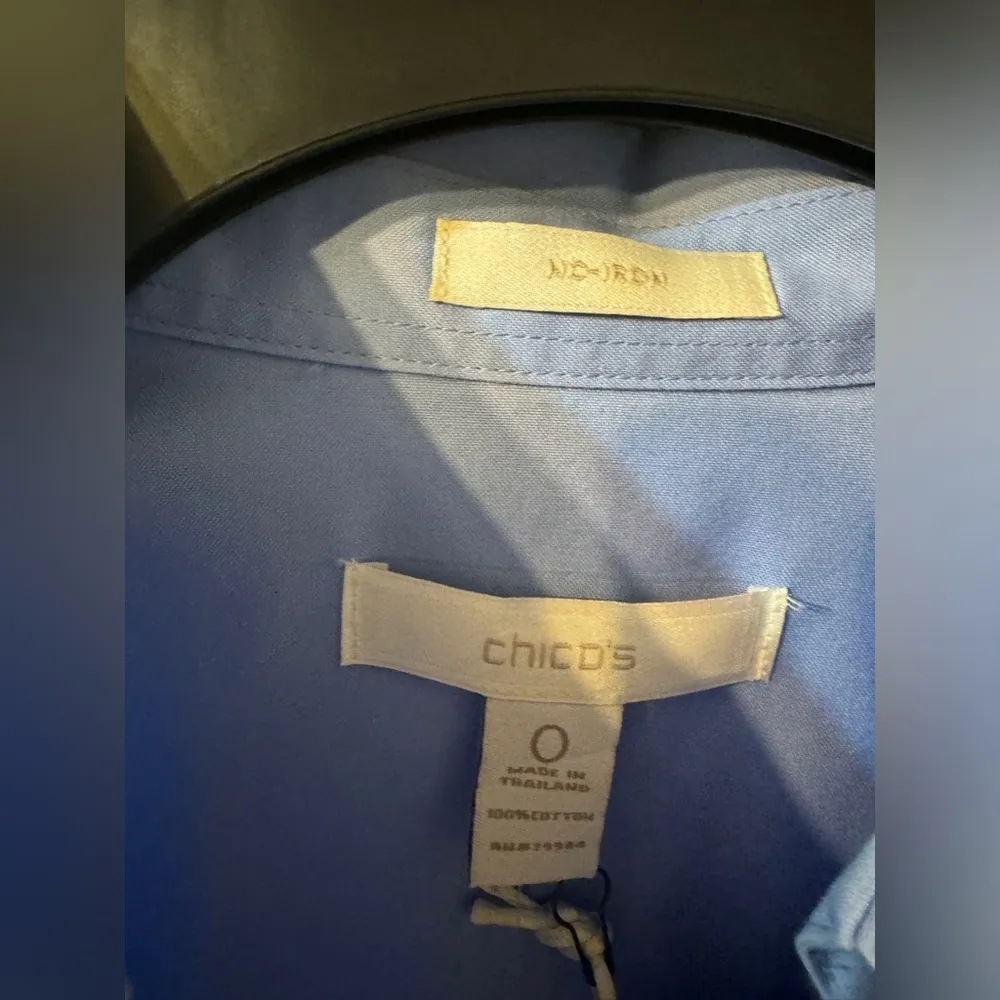 NO-IRON
chico's
0
MADE IN
THAILAND
100% COTTON